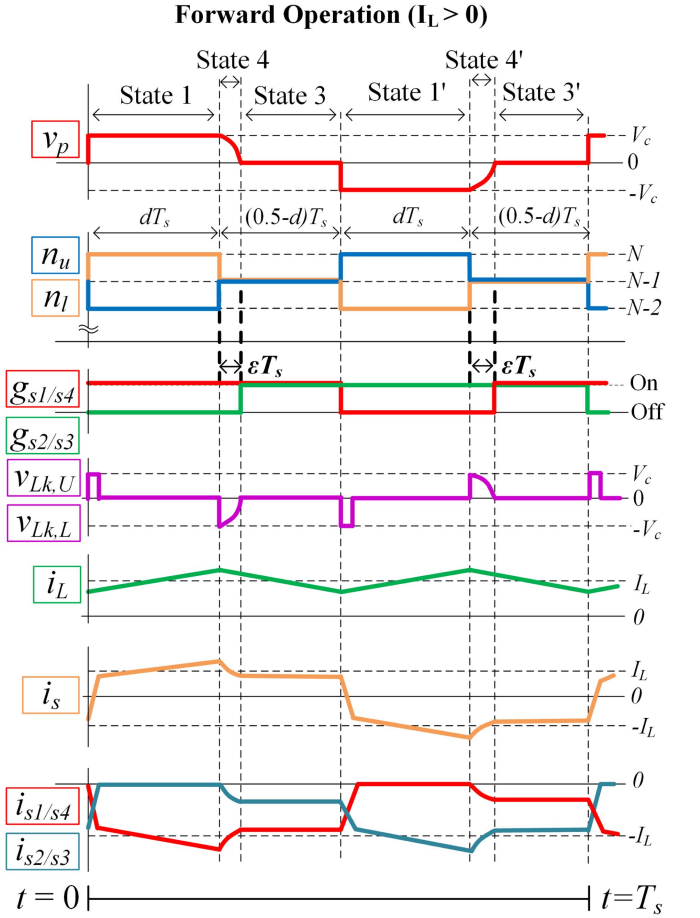 Forward Operation (I_L > 0)
State 4 State 4'
State 1 State 3 State 1' State 3'
v_p
V_c
0
-V_c
dT_s (0.5-d)T_s dT_s (0.5-d)T_s
n_u
n_l
N
N-1
N-2
εT_s εT_s
g_s1/s4
g_s2/s3
On
Off
v_Lk,U
v_Lk,L
V_c
0
-V_c
i_L
I_L
0
i_s
I_L
0
-I_L
i_s1/s4
i_s2/s3
0
-I_L
t = 0 t=T_s